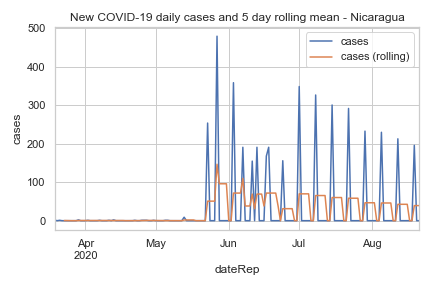 New COVID-19 daily cases and 5 day rolling mean - Nicaragua
500
400
300
200
100
0
cases
cases
cases (rolling)
Apr
2020
May
Jun
Jul
Aug
dateRep